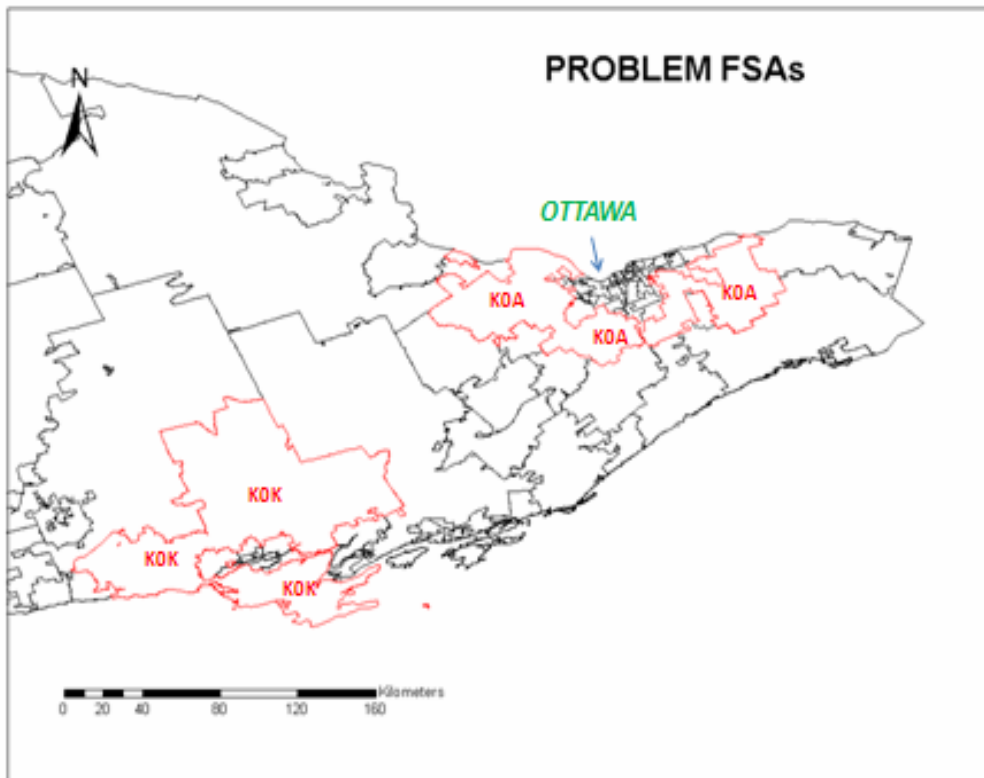 PROBLEM FSAs
N
OTTAWA
K0A
K0A
K0A
K0K
K0K
K0K
Kilometers
0 20 40 80 120 160